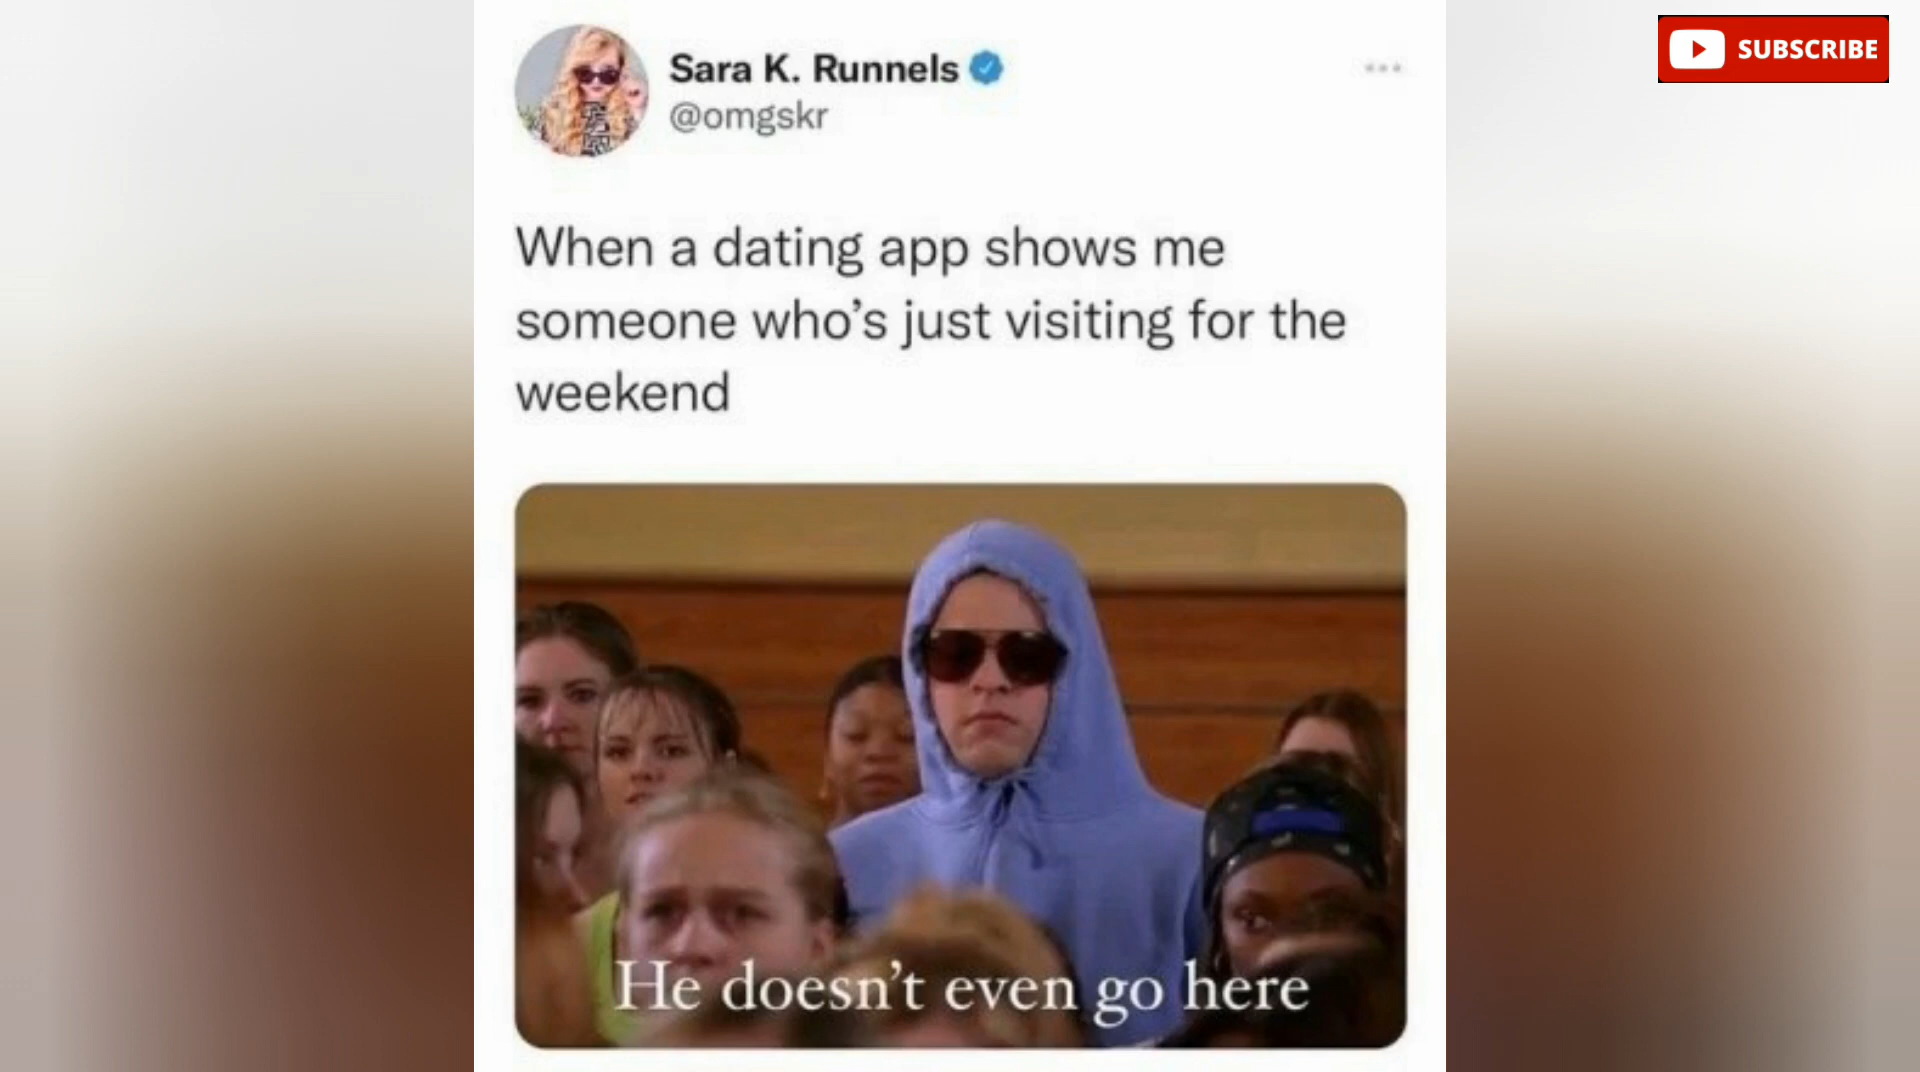 Sara K. Runnels
SUBSCRIBE
@omgskr
When a dating app shows me
someone who’s just visiting for the
weekend
He doesn’t even go here